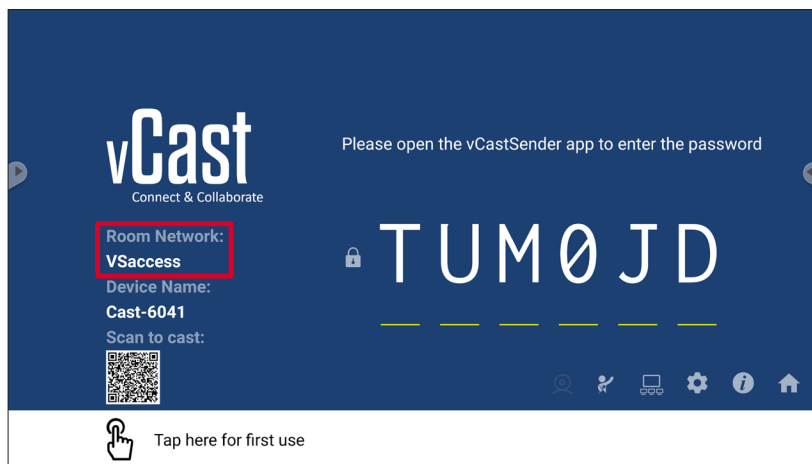 vCast
Connect & Collaborate
Please open the vCastSender app to enter the password
Room Network:
VSaccess
TUM0JD
Device Name:
Cast-6041
Scan to cast:
Tap here for first use